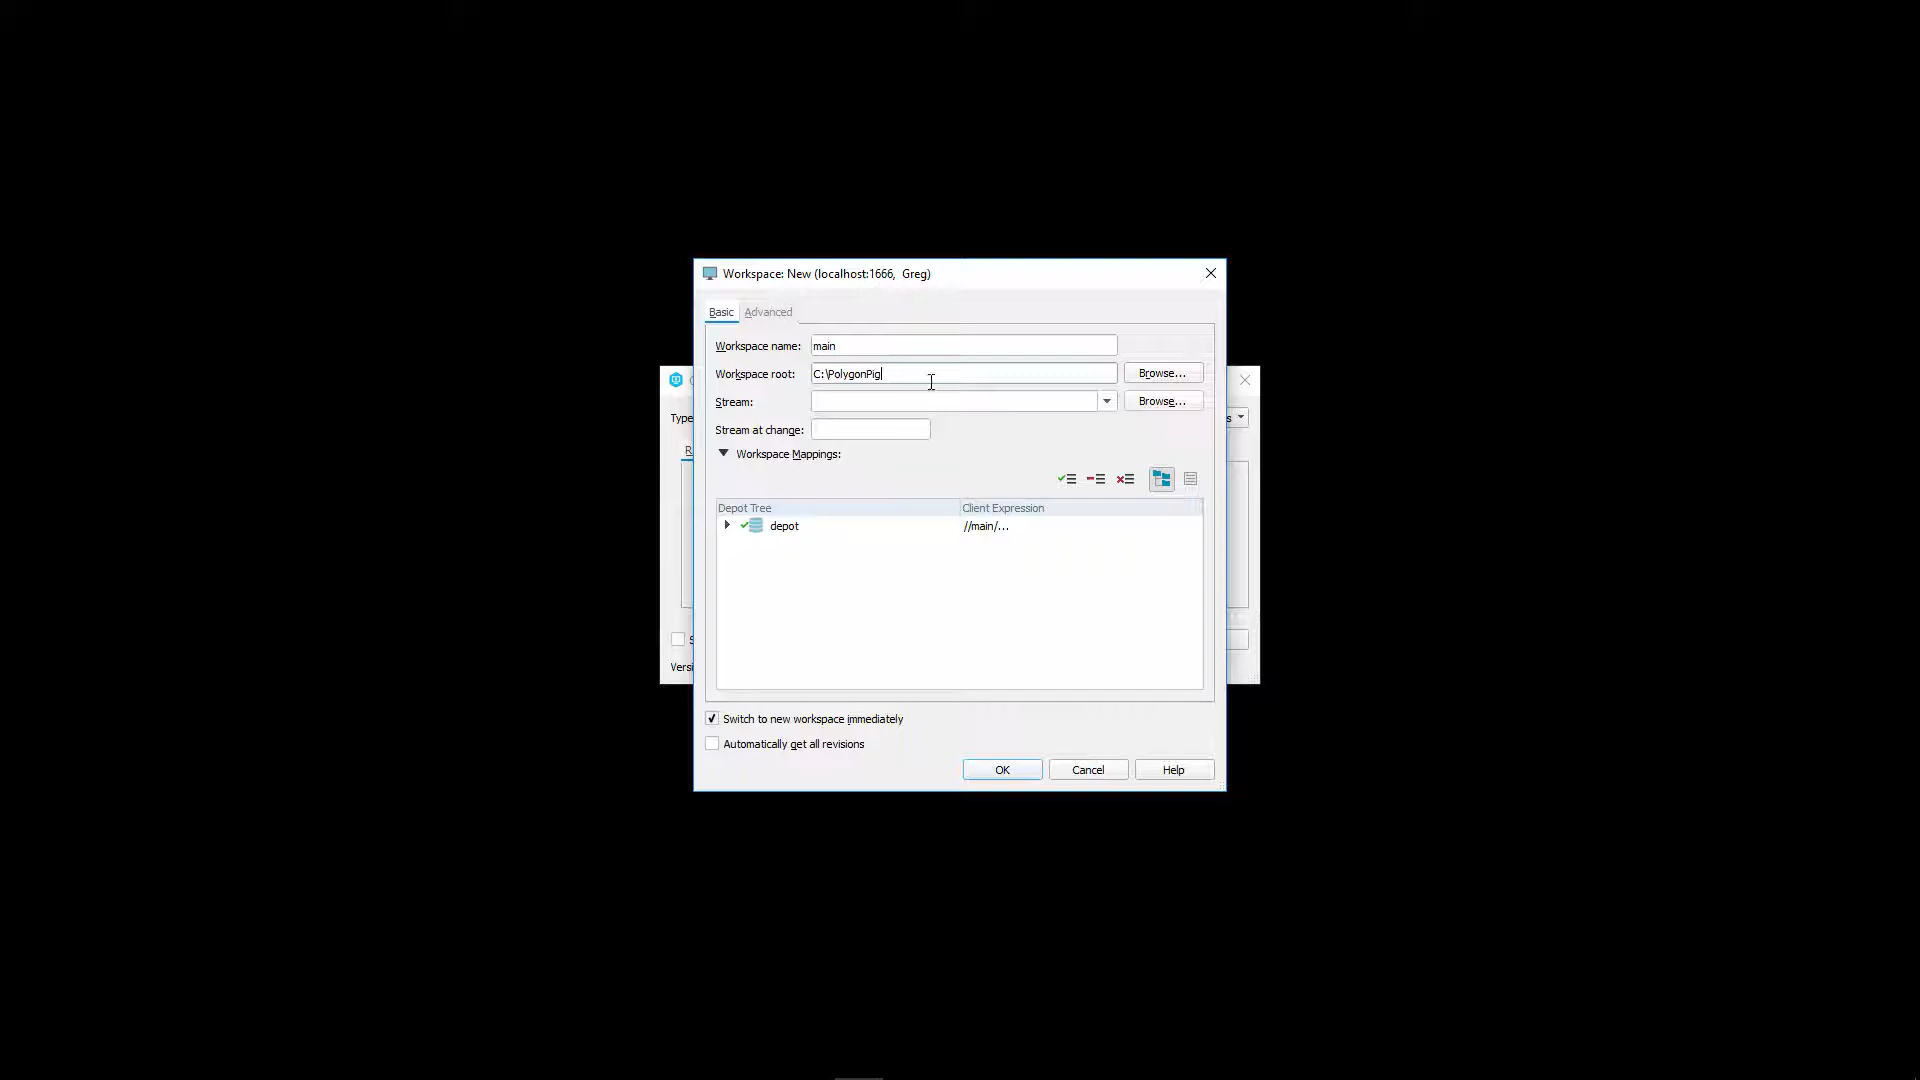 Workspace: New (localhost:1666, Greg)
Basic Advanced
Workspace name: main
Workspace root: C:\PolygonPig Browse...
Stream: Browse...
Type s
Stream at change:
Workspace Mappings:
Depot Tree Client Expression
depot //main/...
Versi
Switch to new workspace immediately
Automatically get all revisions
OK Cancel Help